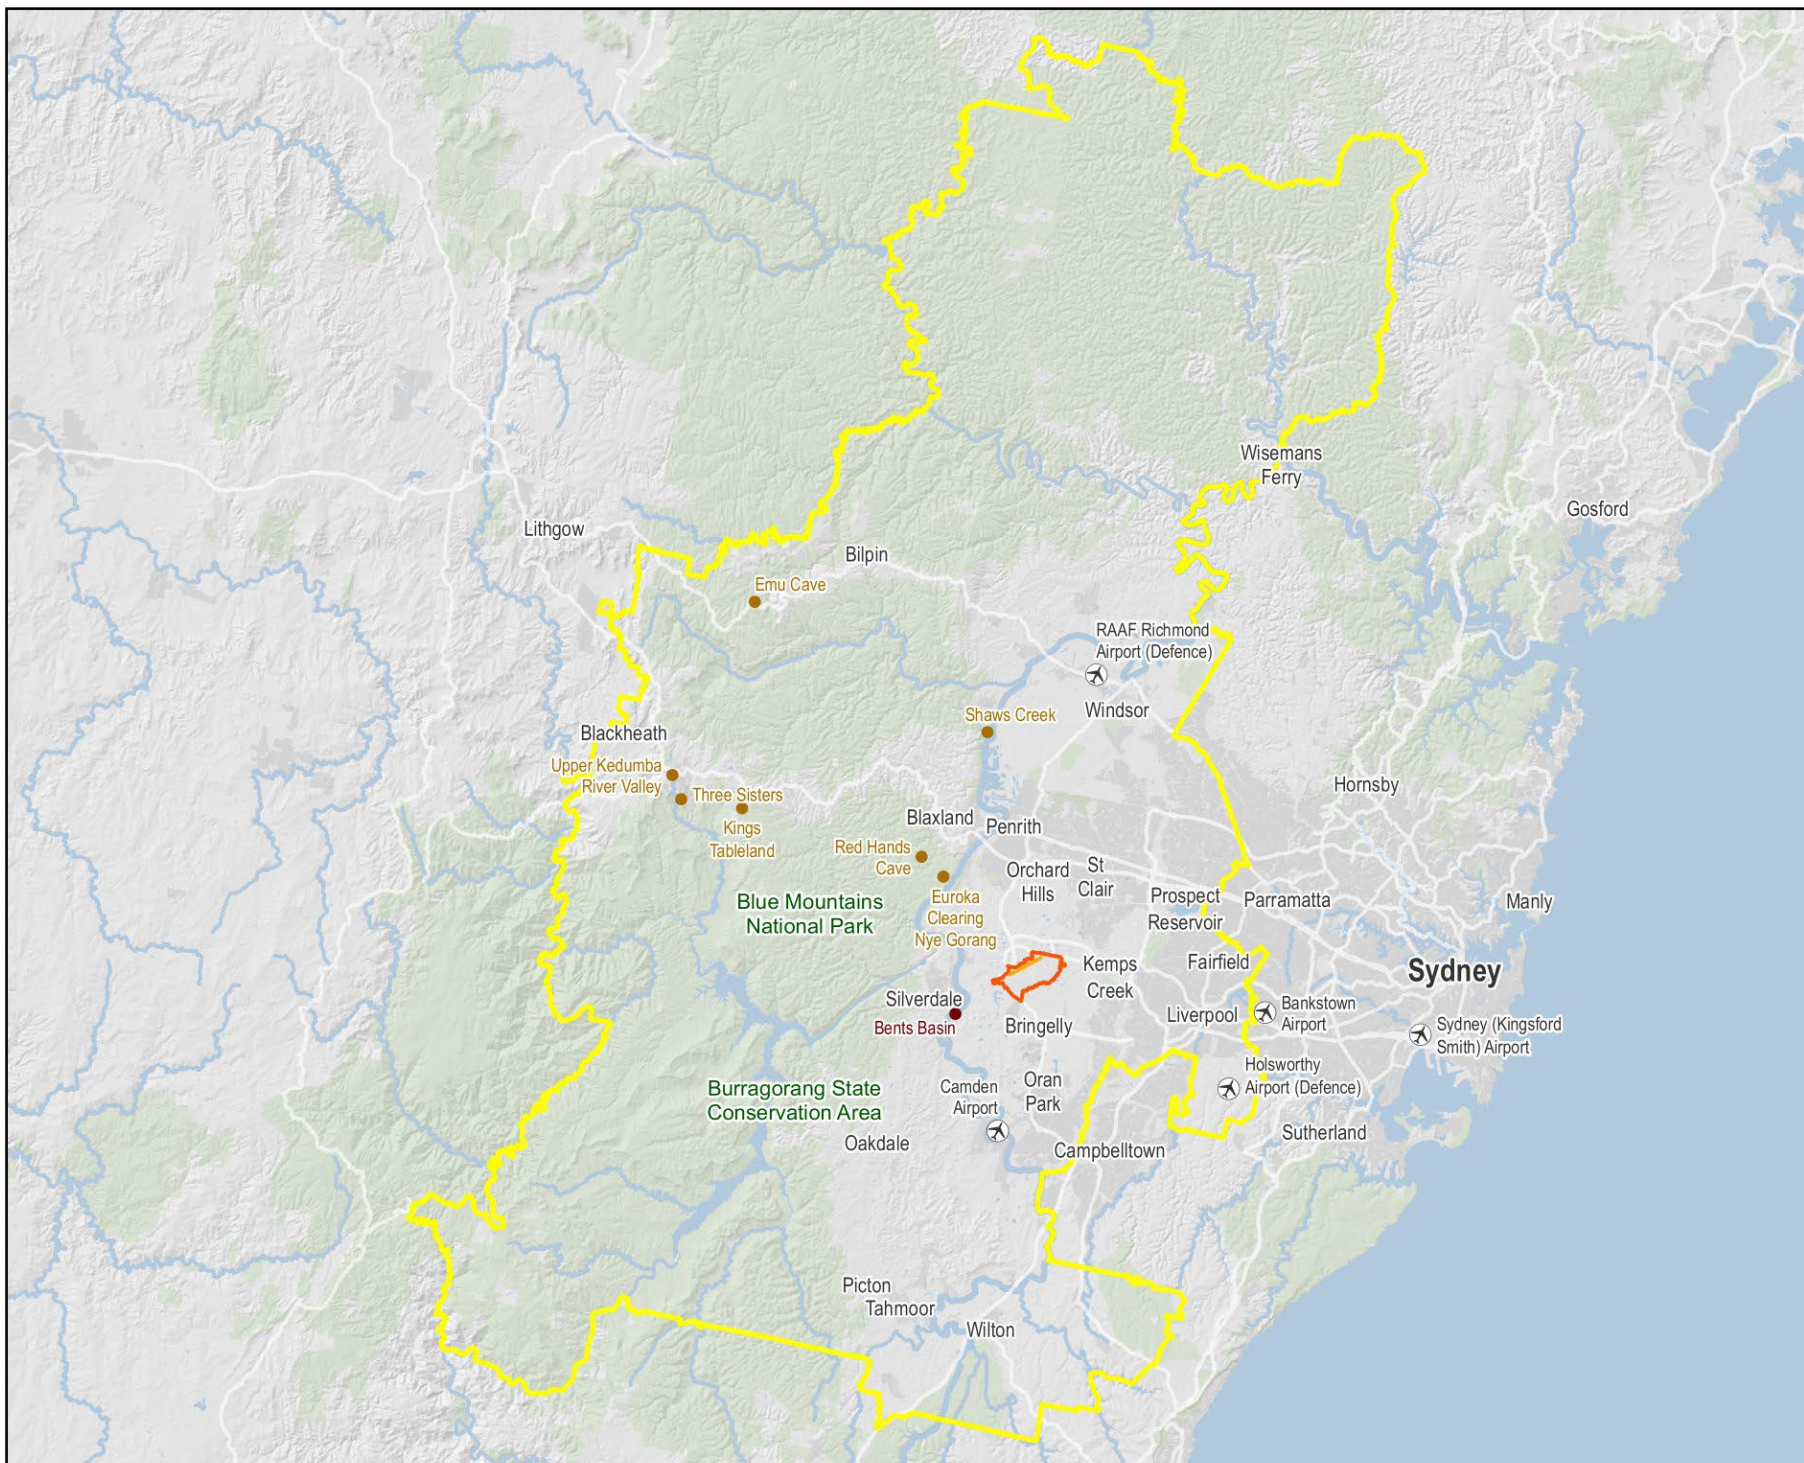 Wisemans
Ferry
Gosford
Lithgow
Bilpin
Emu Cave
RAAF Richmond
Airport (Defence)
Windsor
Shaws Creek
Blackheath
Upper Kedumba
River Valley
Three Sisters
Kings
Tableland
Hornsby
Blaxland
Penrith
Red Hands
Cave
Orchard
Hills
St
Clair
Euroka
Clearing
Nye Gorang
Blue Mountains
National Park
Prospect
Reservoir
Parramatta
Manly
Fairfield
Kemps
Creek
Sydney
Silverdale
Bents Basin
Bringelly
Liverpool
Bankstown
Airport
Sydney (Kingsford
Smith) Airport
Holsworthy
Airport (Defence)
Burragorang State
Conservation Area
Camden
Airport
Oran
Park
Oakdale
Campbelltown
Sutherland
Picton
Tahmoor
Wilton